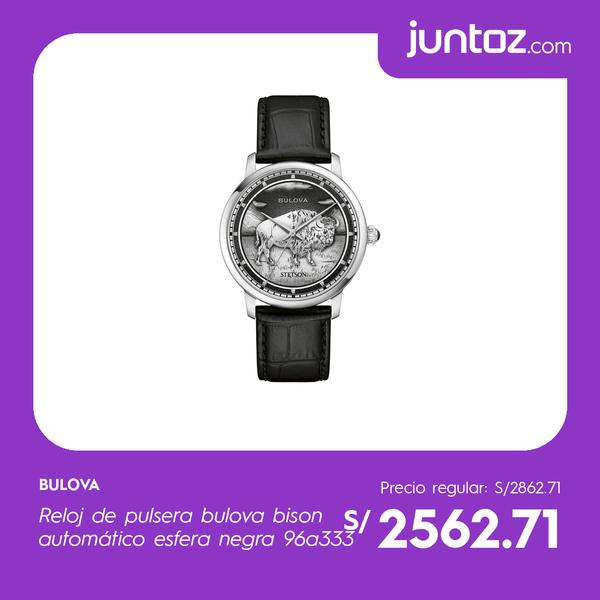 juntoz.com
BULOVA
STETSON
BULOVA
Precio regular: S/2862.71
Reloj de pulsera bulova bison
automático esfera negra 96a333
S/ 2562.71